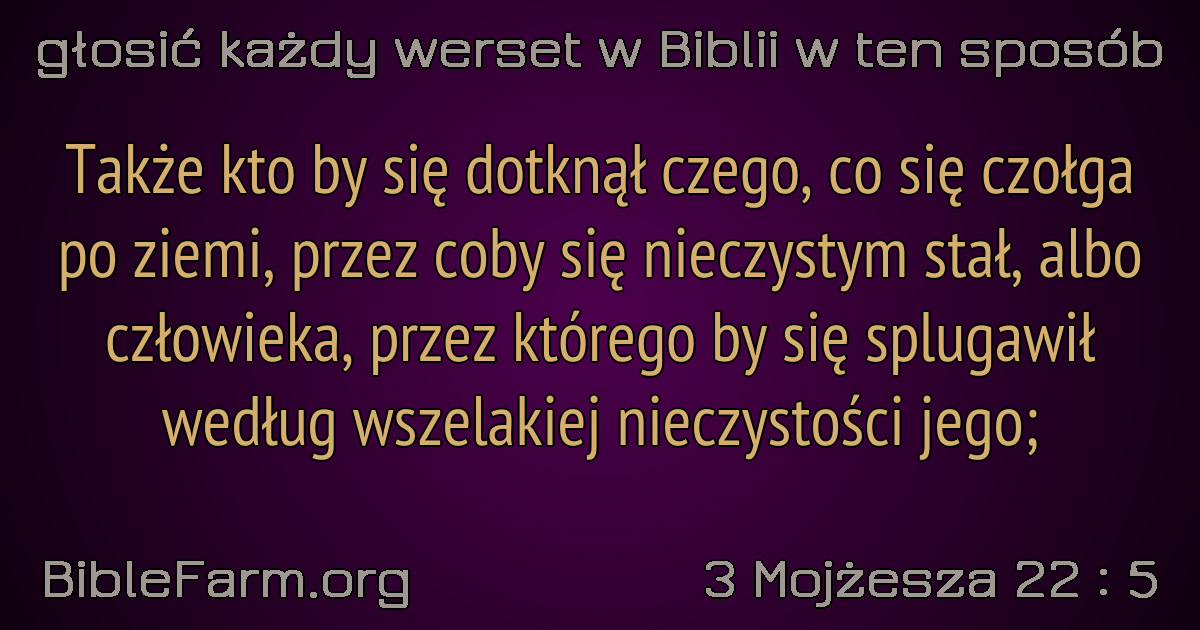 głosić każdy werset w Biblii w ten sposób
Także kto by się dotknął czego, co się czołga
po ziemi, przez coby się nieczystym stał, albo
człowieka, przez którego by się splugawił
według wszelakiej nieczystości jego;
BibleFarm.org
3 Mojżesza 22 : 5